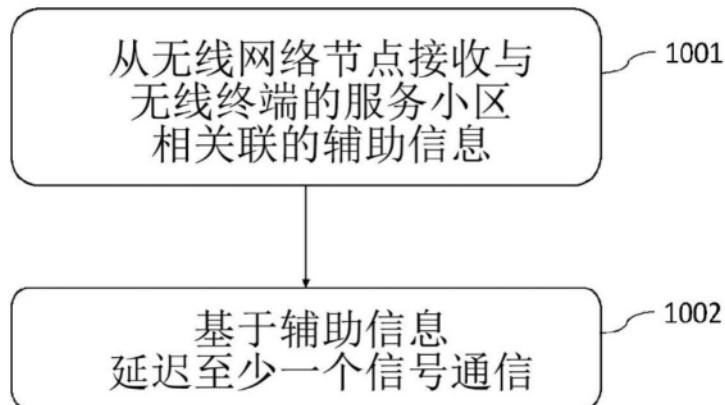 从无线网络节点接收与
无线终端的服务小区
相关联的辅助信息
1001
基于辅助信息
延迟至少一个信号通信
1002